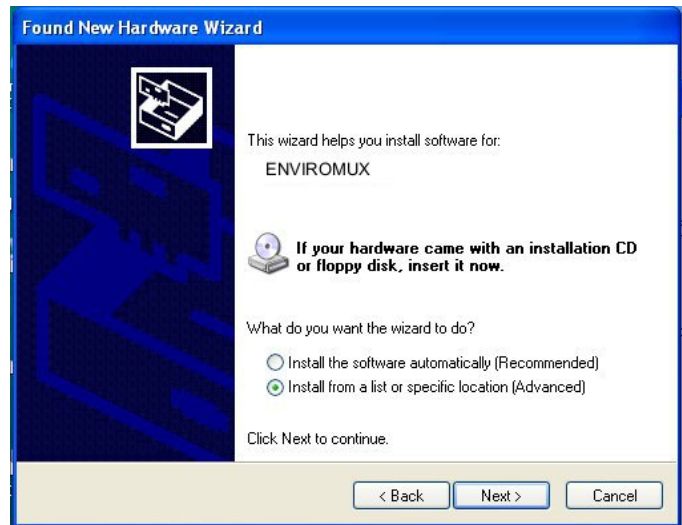 Found New Hardware Wizard
This wizard helps you install software for:
ENVIROMUX
If your hardware came with an installation CD
or floppy disk, insert it now.
What do you want the wizard to do?
Install the software automatically (Recommended)
Install from a list or specific location (Advanced)
Click Next to continue.
< Back
Next >
Cancel